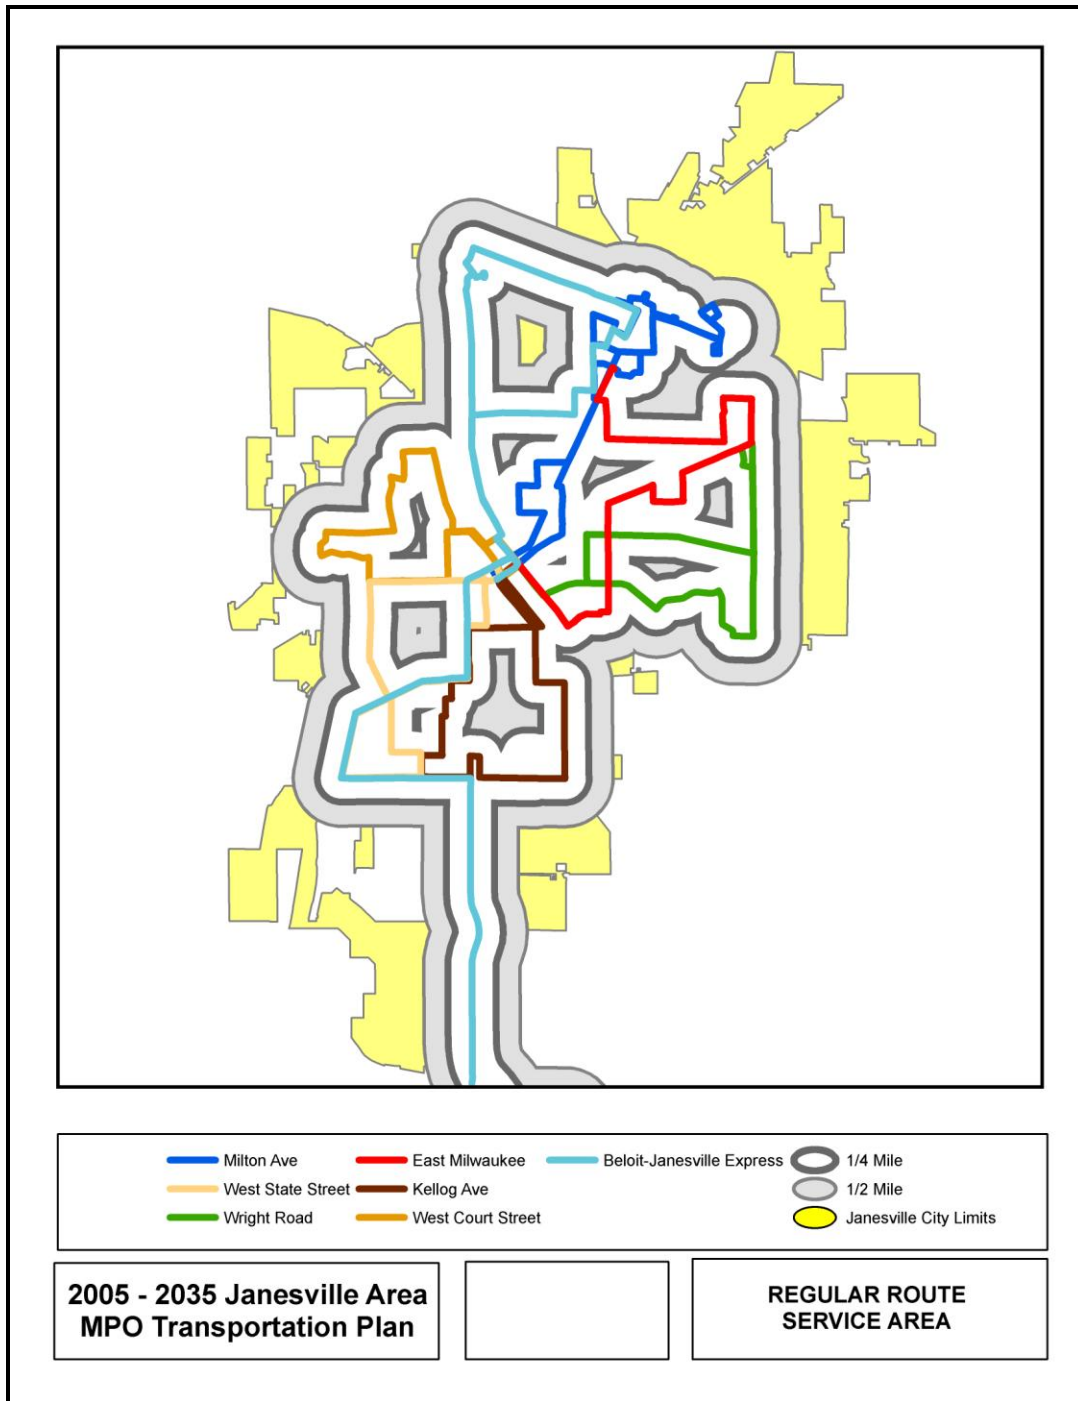 Milton Ave
East Milwaukee
Beloit-Janesville Express
1/4 Mile
West State Street
Kellog Ave
1/2 Mile
Wright Road
West Court Street
Janesville City Limits
2005 - 2035 Janesville Area
MPO Transportation Plan
REGULAR ROUTE
SERVICE AREA